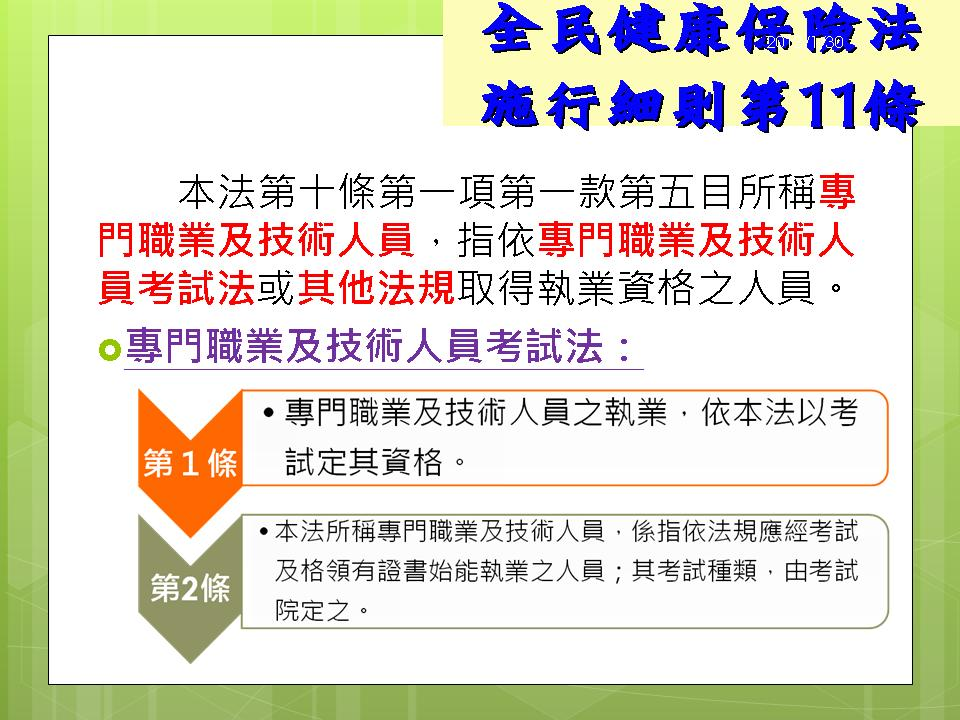 全民健康保險法
施行細則第11條
本法第十條第一項第一款第五目所稱專
門職業及技術人員，指依專門職業及技術人
員考試法或其他法規取得執業資格之人員。
專門職業及技術人員考試法：
第１條
•專門職業及技術人員之執業，依本法以考
試定其資格。
第2條
•本法所稱專門職業及技術人員，係指依法規應經考試
及格領有證書始能執業之人員；其考試種類，由考試
院定之。